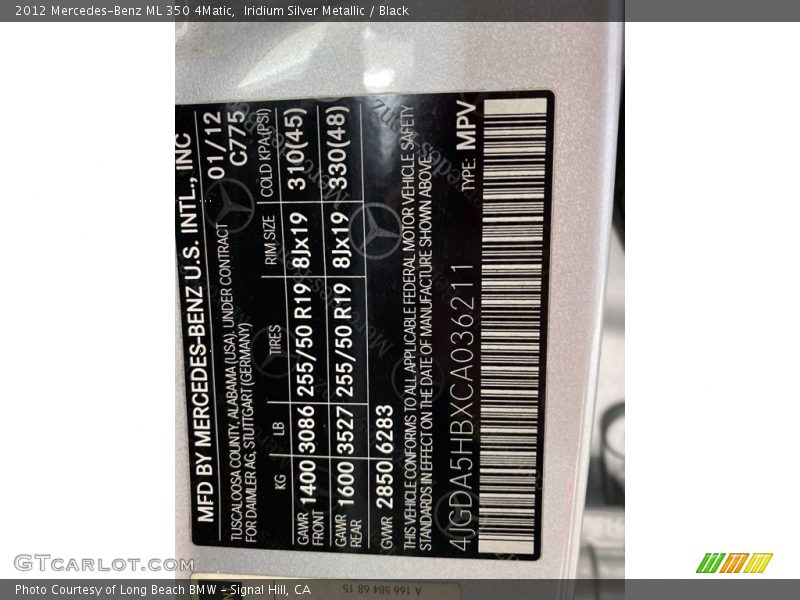 2012 Mercedes-Benz ML 350 4Matic,  Iridium Silver Metallic / Black
MFD BY MERCEDES-BENZ U.S. INTL., INC
TUSCALOOSA COUNTY, ALABAMA (USA), UNDER CONTRACT 01/12
FOR DAIMLER AG, STUTTGART (GERMANY) C775
KG LB TIRES RIM SIZE COLD KPA(PSI)
GAWR FRONT 1400 3086 255/50 R19 8Jx19 310(45)
GAWR REAR 1600 3527 255/50 R19 8Jx19 330(48)
GVWR 2850 6283
THIS VEHICLE CONFORMS TO ALL APPLICABLE FEDERAL MOTOR VEHICLE SAFETY
STANDARDS IN EFFECT ON THE DATE OF MANUFACTURE SHOWN ABOVE.
4JGDA5HBXCA036211 TYPE: MPV
A 166 584 68 15
GTCarLot.com
Photo Courtesy of Long Beach BMW - Signal Hill, CA